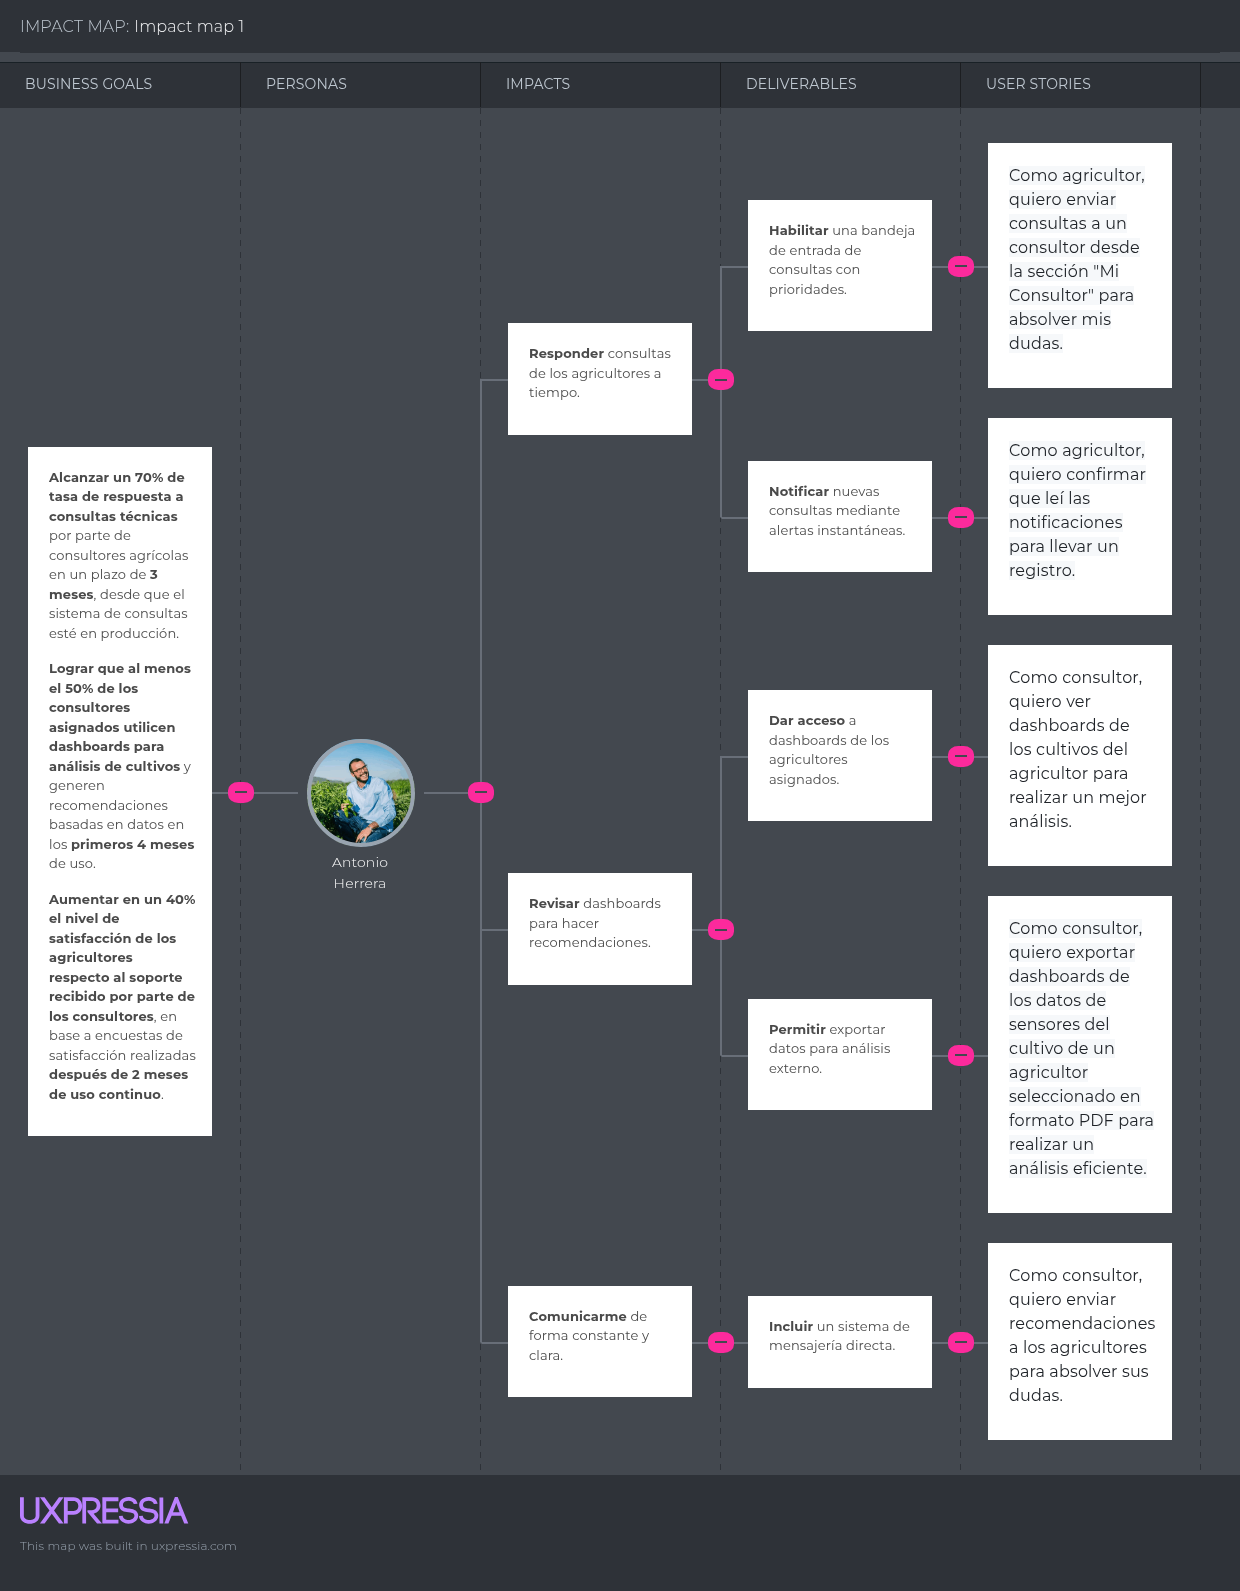 IMPACT MAP: Impact map 1
BUSINESS GOALS
PERSONAS
IMPACTS
DELIVERABLES
USER STORIES
Alcanzar un 70% de
tasa de respuesta a
consultas técnicas
por parte de
consultores agrícolas
en un plazo de 3
meses, desde que el
sistema de consultas
esté en producción.
Lograr que al menos
el 50% de los
consultores
asignados utilicen
dashboards para
análisis de cultivos y
generen
recomendaciones
basadas en datos en
los primeros 4 meses
de uso.
Aumentar en un 40%
el nivel de
satisfacción de los
agricultores
respecto al soporte
recibido por parte de
los consultores, en
base a encuestas de
satisfacción realizadas
después de 2 meses
de uso continuo.
Antonio
Herrera
Responder consultas
de los agricultores a
tiempo.
Revisar dashboards
para hacer
recomendaciones.
Comunicarme de
forma constante y
clara.
Habilitar una bandeja
de entrada de
consultas con
prioridades.
Notificar nuevas
consultas mediante
alertas instantáneas.
Dar acceso a
dashboards de los
agricultores
asignados.
Permitir exportar
datos para análisis
externo.
Incluir un sistema de
mensajería directa.
Como agricultor,
quiero enviar
consultas a un
consultor desde
la sección "Mi
Consultor" para
absolver mis
dudas.
Como agricultor,
quiero confirmar
que leí las
notificaciones
para llevar un
registro.
Como consultor,
quiero ver
dashboards de
los cultivos del
agricultor para
realizar un mejor
análisis.
Como consultor,
quiero exportar
dashboards de
los datos de
sensores del
cultivo de un
agricultor
seleccionado en
formato PDF para
realizar un
análisis eficiente.
Como consultor,
quiero enviar
recomendaciones
a los agricultores
para absolver sus
dudas.
UXPRESSIA
This map was built in uxpressia.com